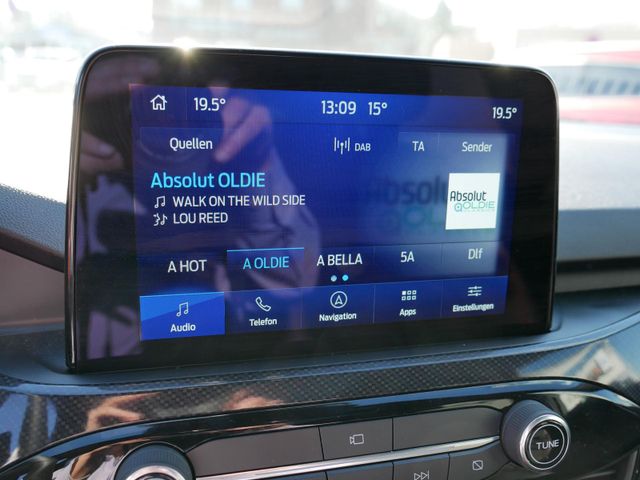 19.5° 13:09 15° 19.5°
Quellen DAB TA Sender
Absolut OLDIE
WALK ON THE WILD SIDE
LOU REED
Absolut
OLDIE
A HOT A OLDIE A BELLA 5A Dlf
Audio Telefon Navigation Apps Einstellungen
TUNE